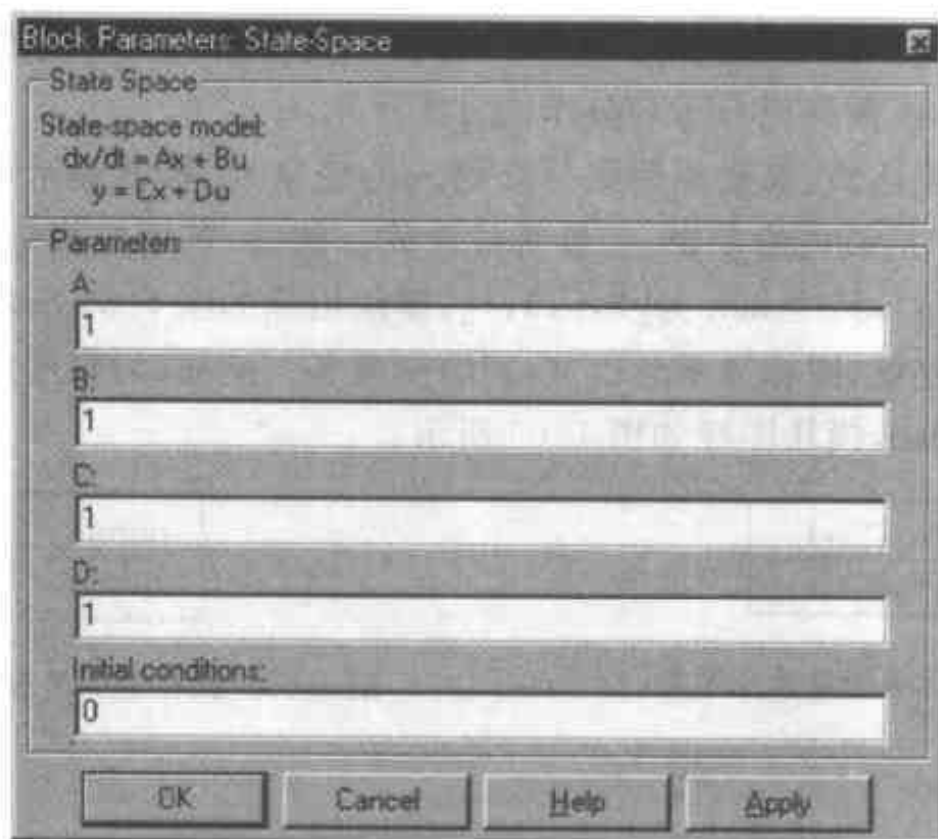 Block Parameters: State-Space
State Space
State-space model:
dx/dt = Ax + Bu
y = Cx + Du
Parameters
A:
1
B:
1
C:
1
D:
1
Initial conditions:
0
OK
Cancel
Help
Apply